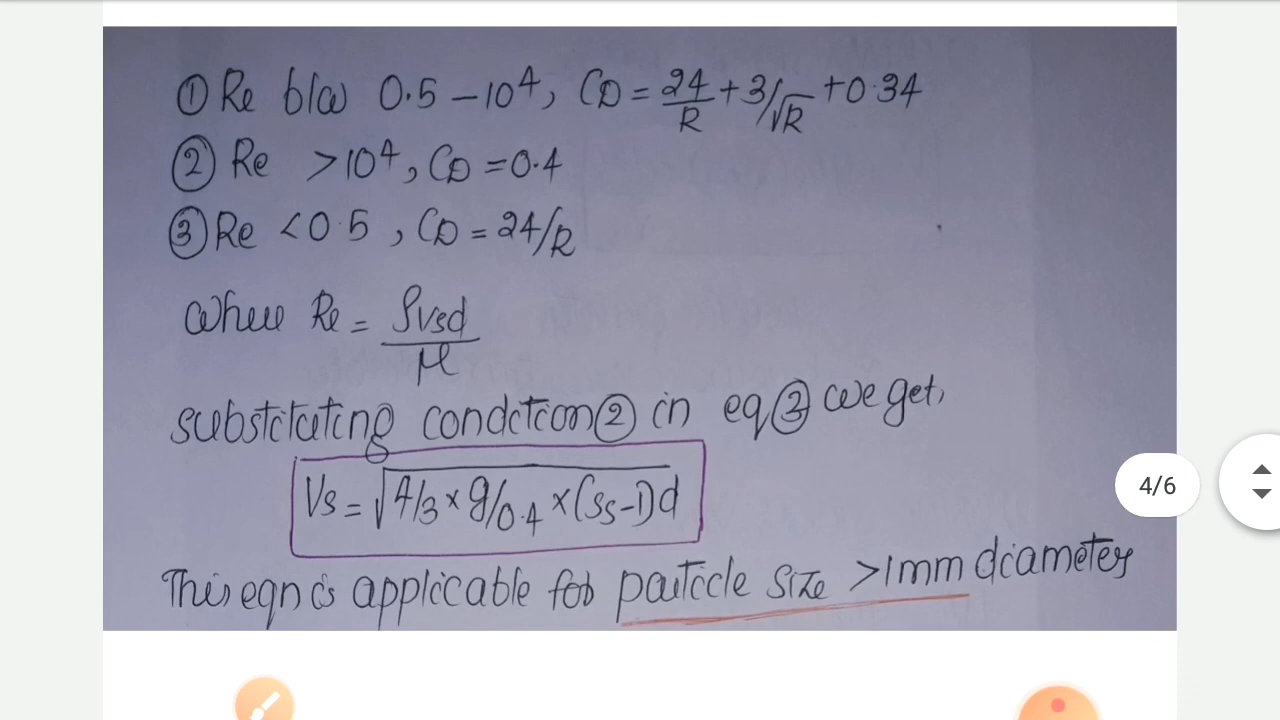 ① Re b/w 0.5 – 10⁴, CD = 24/R + 3/√R + 0.34
② Re > 10⁴, CD = 0.4
③ Re < 0.5, CD = 24/R
where Re = ρvsd/μ
substituting condition ② in eq ③ we get,
Vs = √4/3 × g/0.4 × (Ss-1)d
This eqn is applicable for particle size >1mm diameter
4/6